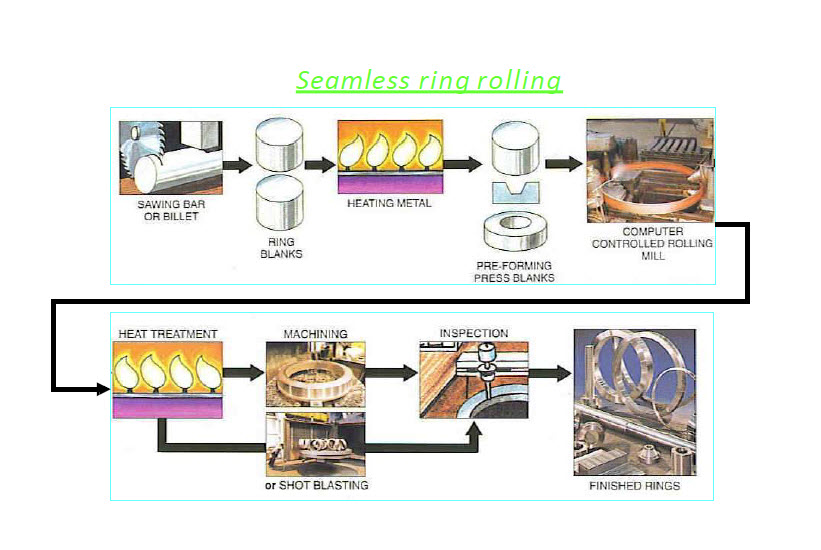 Seamless ring rolling
SAWING BAR
OR BILLET
RING
BLANKS
HEATING METAL
PRE-FORMING
PRESS BLANKS
COMPUTER
CONTROLLED ROLLING
MILL
HEAT TREATMENT
MACHINING
or SHOT BLASTING
INSPECTION
FINISHED RINGS